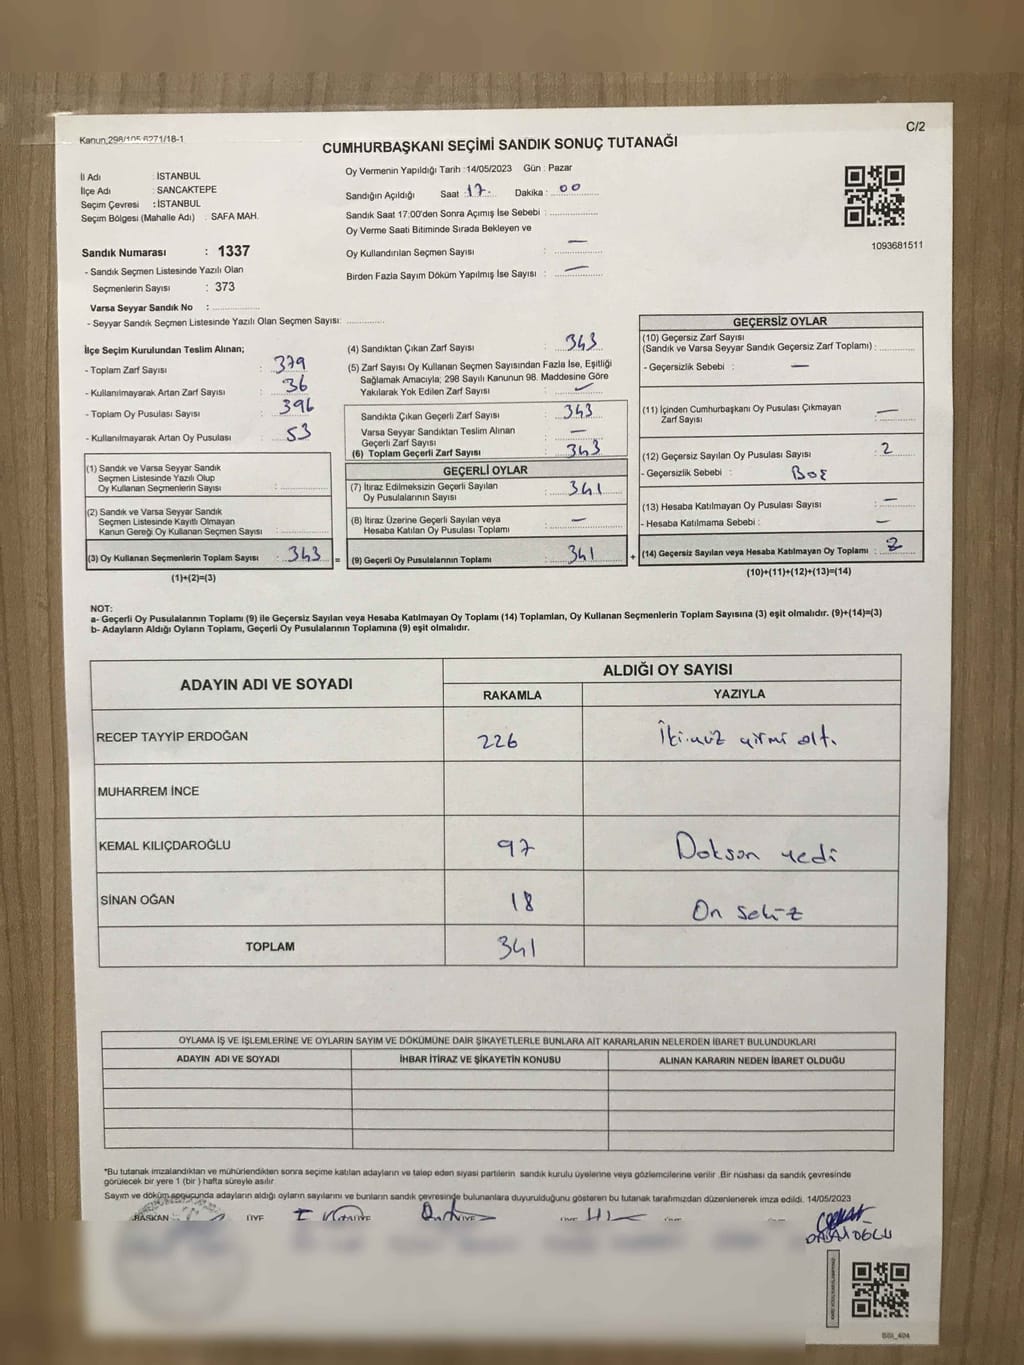 C/2
Kanun,298/105 6271/18-1
CUMHURBAŞKANI SEÇİMİ SANDIK SONUÇ TUTANAĞI
İl Adı : İSTANBUL
İlçe Adı : SANCAKTEPE
Seçim Çevresi : İSTANBUL
Seçim Bölgesi (Mahalle Adı) : SAFA MAH.
Oy Vermenin Yapıldığı Tarih :14/05/2023 Gün : Pazar
Sandığın Açıldığı Saat :17. Dakika : 00
Sandık Saat 17:00'den Sonra Açımış İse Sebebi :
Oy Verme Saati Bitiminde Sırada Bekleyen ve
Oy Kullandırılan Seçmen Sayısı : —
Birden Fazla Sayım Döküm Yapılmış İse Sayısı : —
1093681511
Sandık Numarası : 1337
- Sandık Seçmen Listesinde Yazılı Olan
Seçmenlerin Sayısı : 373
Varsa Seyyar Sandık No :
- Seyyar Sandık Seçmen Listesinde Yazılı Olan Seçmen Sayısı:
İlçe Seçim Kurulundan Teslim Alınan;
- Toplam Zarf Sayısı : 379
- Kullanılmayarak Artan Zarf Sayısı : 36
- Toplam Oy Pusulası Sayısı : 396
- Kullanılmayarak Artan Oy Pusulası : 53
(1) Sandık ve Varsa Seyyar Sandık
Seçmen Listesinde Yazılı Olup
Oy Kullanan Seçmenlerin Sayısı :
(2) Sandık ve Varsa Seyyar Sandık
Seçmen Listesinde Kayıtlı Olmayan
Kanun Gereği Oy Kullanan Seçmen Sayısı :
(3) Oy Kullanan Seçmenlerin Toplam Sayısı : 343 =
(1)+(2)=(3)
(4) Sandıktan Çıkan Zarf Sayısı : 343
(5) Zarf Sayısı Oy Kullanan Seçmen Sayısından Fazla İse, Eşitliği
Sağlamak Amacıyla; 298 Sayılı Kanunun 98. Maddesine Göre
Yakılarak Yok Edilen Zarf Sayısı :
Sandıkta Çıkan Geçerli Zarf Sayısı : 343
Varsa Seyyar Sandıktan Teslim Alınan
Geçerli Zarf Sayısı : —
(6) Toplam Geçerli Zarf Sayısı : 343
GEÇERLİ OYLAR
(7) İtiraz Edilmeksizin Geçerli Sayılan
Oy Pusulalarının Sayısı : 341
(8) İtiraz Üzerine Geçerli Sayılan veya
Hesaba Katılan Oy Pusulası Toplamı : —
(9) Geçerli Oy Pusulalarının Toplamı : 341 +
GEÇERSİZ OYLAR
(10) Geçersiz Zarf Sayısı
(Sandık ve Varsa Seyyar Sandık Geçersiz Zarf Toplamı) :
- Geçersizlik Sebebi : —
(11) İçinden Cumhurbaşkanı Oy Pusulası Çıkmayan
Zarf Sayısı : —
(12) Geçersiz Sayılan Oy Pusulası Sayısı : 2
- Geçersizlik Sebebi : Boş
(13) Hesaba Katılmayan Oy Pusulası Sayısı : —
- Hesaba Katılmama Sebebi : —
(14) Geçersiz Sayılan veya Hesaba Katılmayan Oy Toplamı : 2
(10)+(11)+(12)+(13)=(14)
NOT:
a- Geçerli Oy Pusulalarının Toplamı (9) ile Geçersiz Sayılan veya Hesaba Katılmayan Oy Toplamı (14) Toplamları, Oy Kullanan Seçmenlerin Toplam Sayısına (3) eşit olmalıdır. (9)+(14)=(3)
b- Adayların Aldığı Oyların Toplamı, Geçerli Oy Pusulalarının Toplamına (9) eşit olmalıdır.
ADAYIN ADI VE SOYADI ALDIĞI OY SAYISI
RAKAMLA YAZIYLA
RECEP TAYYİP ERDOĞAN 226 İki yüz yirmi altı
MUHARREM İNCE
KEMAL KILIÇDAROĞLU 97 Doksan yedi
SİNAN OĞAN 18 On sekiz
TOPLAM 341
OYLAMA İŞ VE İŞLEMLERİNE VE OYLARIN SAYIM VE DÖKÜMÜNE DAİR ŞİKAYETLERLE BUNLARA AİT KARARLARIN NELERDEN İBARET BULUNDUKLARI
ADAYIN ADI VE SOYADI İHBAR İTİRAZ VE ŞİKAYETİN KONUSU ALINAN KARARIN NEDEN İBARET OLDUĞU
*Bu tutanak imzalandıktan ve mühürlendikten sonra seçime katılan adayların ve talep eden siyasi partilerin sandık kurulu üyelerine veya gözlemcilerine verilir .Bir nüshası da sandık çevresinde
görülecek bir yere 1 (bir ) hafta süreyle asılır.
Sayım ve döküm sonucunda adayların aldığı oyların sayılarını ve bunların sandık çevresinde bulunanlara duyurulduğunu gösteren bu tutanak tarafımızdan düzenlenerek imza edildi. 14/05/2023
BAŞKAN ÜYE ÜYE ÜYE
BSI_404